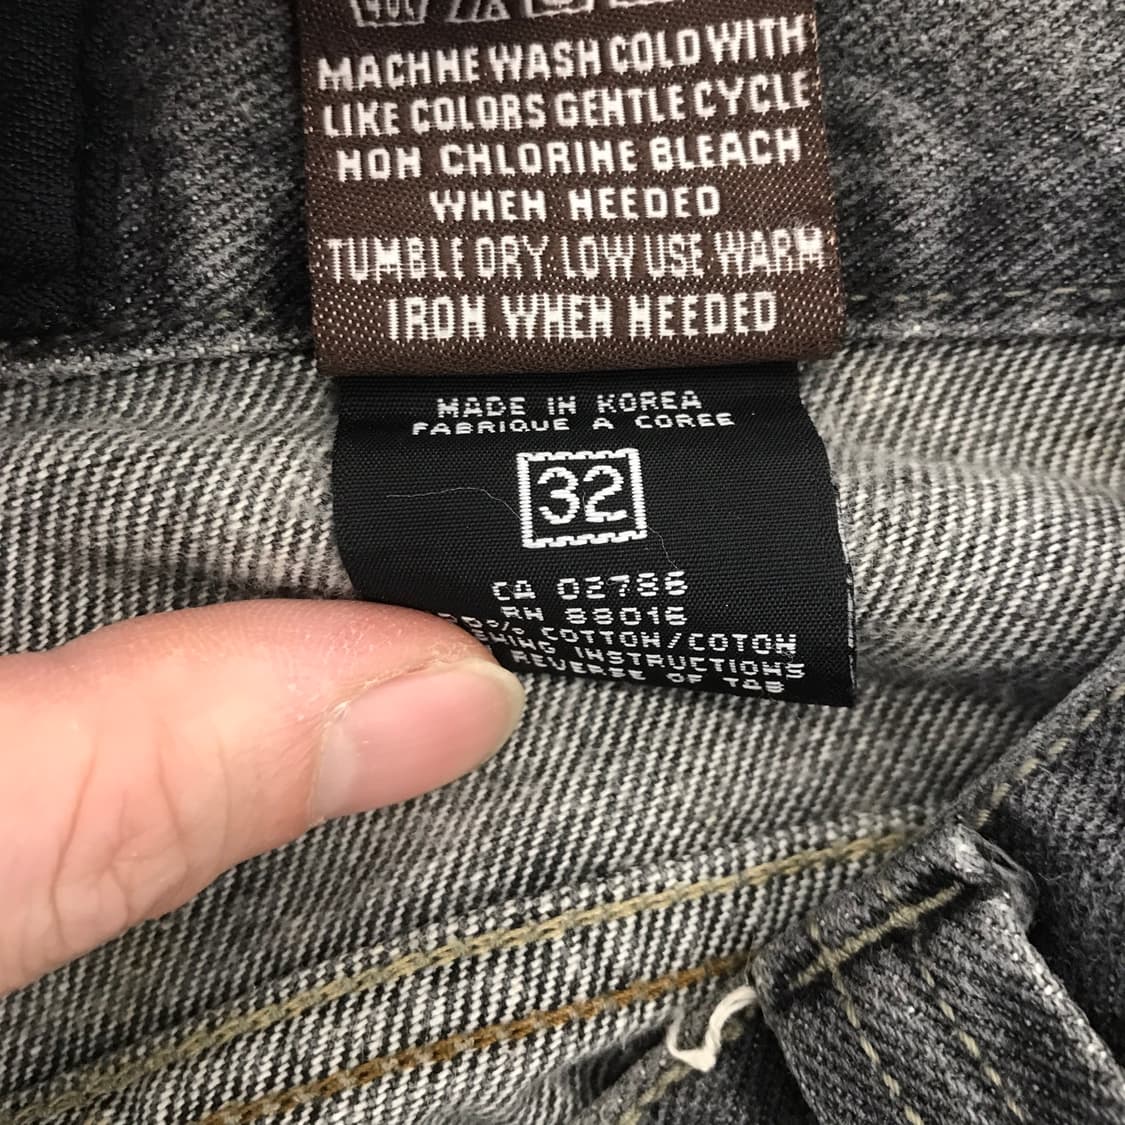 MACHINE WASH COLD WITH
LIKE COLORS GENTLE CYCLE
NON CHLORINE BLEACH
WHEN NEEDED
TUMBLE DRY LOW USE WARM
IRON WHEN NEEDED
MADE IN KOREA
FABRIQUE A COREE
32
CA 02786
RN 88016
COTTON/COTON
INSTRUCTIONS
REVERSE OF TAB